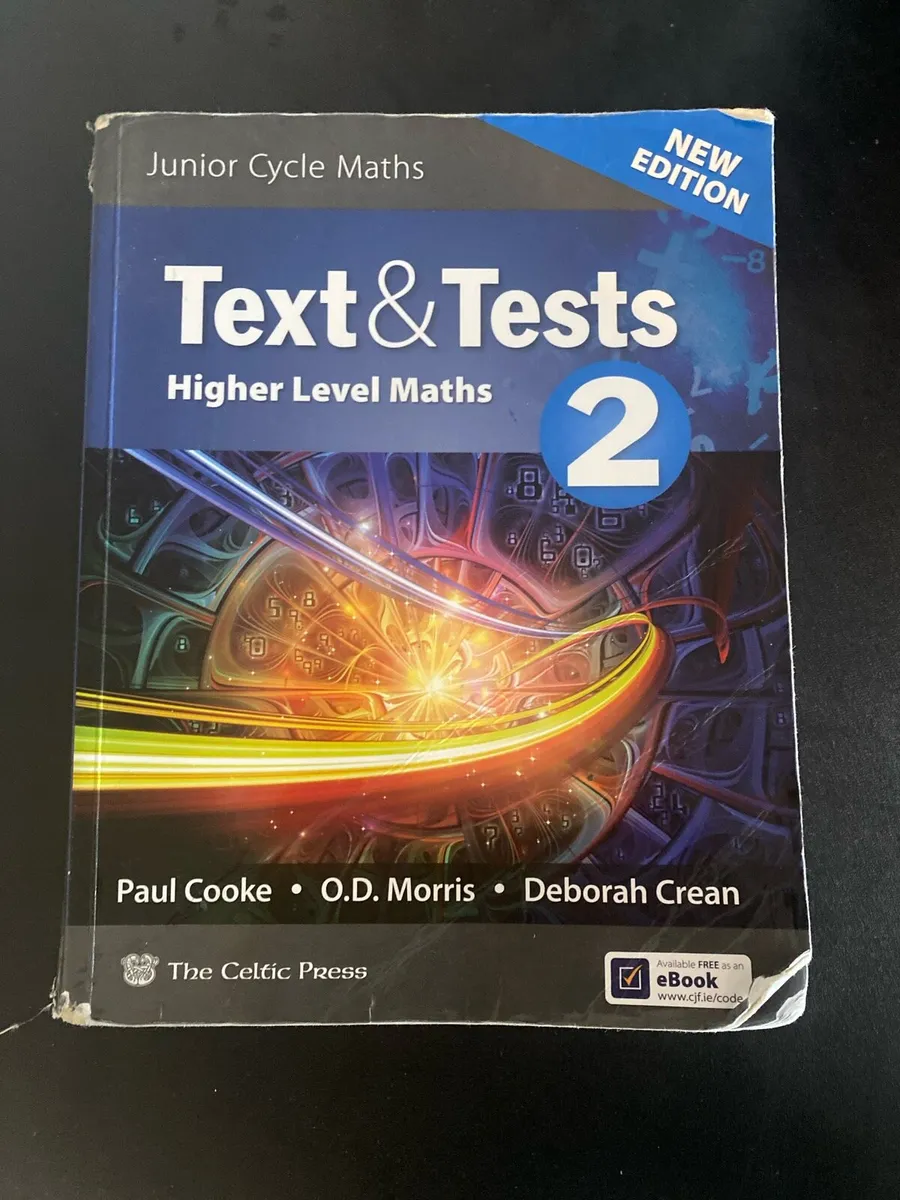 Junior Cycle Maths
NEW
EDITION
Text & Tests
Higher Level Maths
2
Paul Cooke • O.D. Morris • Deborah Crean
The Celtic Press
Available FREE as an
eBook
www.cjf.ie/code